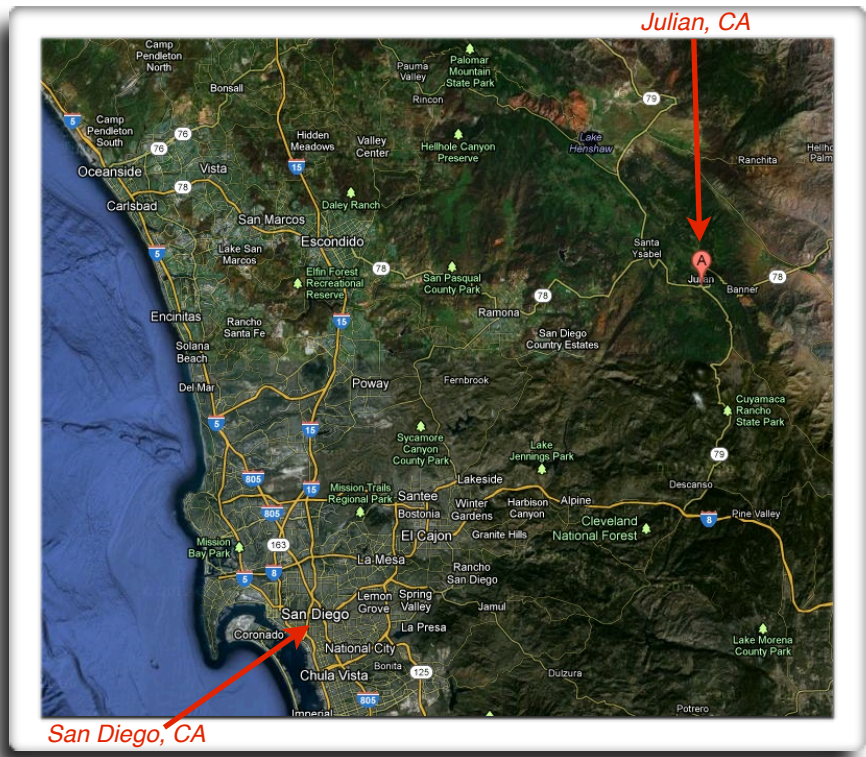 Julian, CA
Camp
Pendleton
North
Pauma
Valley
Palomar
Mountain
State Park
Bonsall
Rincon
79
5
Camp
Pendleton
South
76
76
Hidden
Meadows
Valley
Center
Hellhole Canyon
Preserve
Lake
Henshaw
Ranchita
Oceanside
Vista
15
78
Carlsbad
Daley Ranch
San Marcos
Escondido
5
Lake San
Marcos
Santa
Ysabel
A
78
Elfin Forest
Recreational
Reserve
San Pasqual
County Park
Julian
78
Banner
78
Encinitas
Rancho
Santa Fe
15
Ramona
San Diego
Country Estates
Solana
Beach
Del Mar
Poway
Fernbrook
5
15
Sycamore
Canyon
County Park
Cuyamaca
Rancho
State Park
Lake
Jennings Park
79
805
15
Mission Trails
Regional Park
Lakeside
Descanso
Santee
Winter
Gardens
Harbison
Canyon
Alpine
805
Bostonia
8
Pine Valley
163
El Cajon
Granite Hills
Cleveland
National Forest
Mission
Bay Park
La Mesa
5
8
Rancho
San Diego
Lemon
Grove
Spring
Valley
San Diego
Jamul
Coronado
La Presa
Lake Morena
County Park
National City
Bonita
Chula Vista
125
Dulzura
805
Imperial
Potrero
San Diego, CA